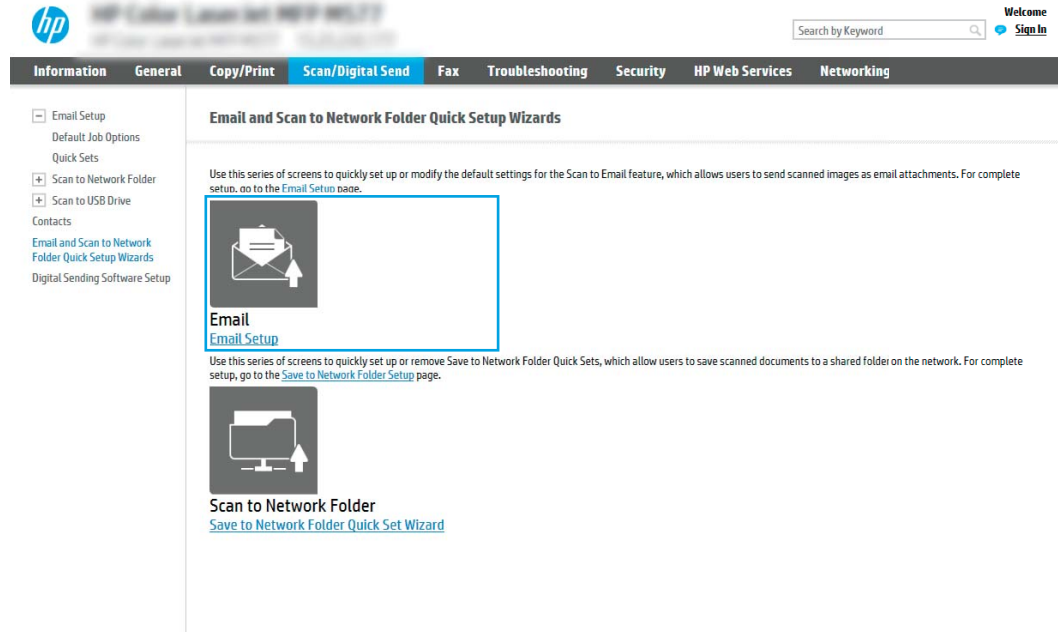 hp
Search by Keyword
Welcome
Sign In
Information General Copy/Print Scan/Digital Send Fax Troubleshooting Security HP Web Services Networking
Email Setup
Default Job Options
Quick Sets
Scan to Network Folder
Scan to USB Drive
Contacts
Email and Scan to Network
Folder Quick Setup Wizards
Digital Sending Software Setup
Email and Scan to Network Folder Quick Setup Wizards
Use this series of screens to quickly set up or modify the default settings for the Scan to Email feature, which allows users to send scanned images as email attachments. For complete
setup, go to the Email Setup page.
Email
Email Setup
Use this series of screens to quickly set up or remove Save to Network Folder Quick Sets, which allow users to save scanned documents to a shared folder on the network. For complete
setup, go to the Save to Network Folder Setup page.
Scan to Network Folder
Save to Network Folder Quick Set Wizard